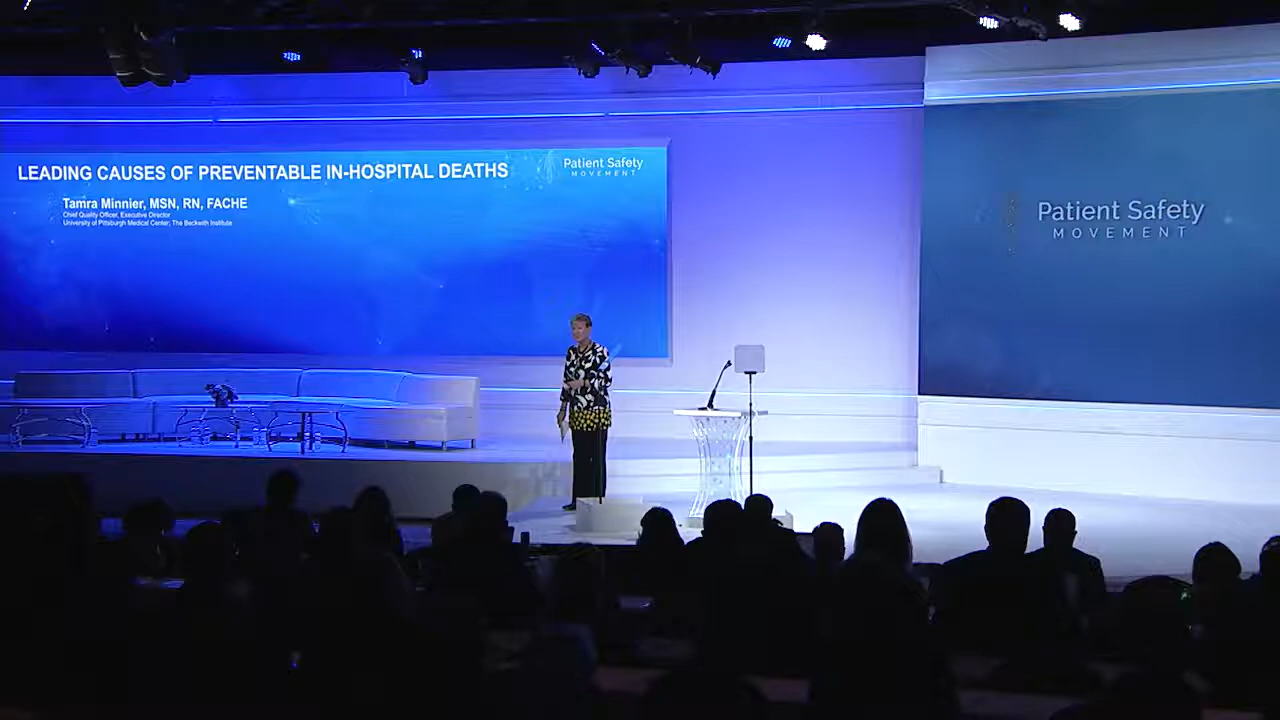 LEADING CAUSES OF PREVENTABLE IN-HOSPITAL DEATHS
Patient Safety
MOVEMENT
Tamra Minnier, MSN, RN, FACHE
Chief Quality Officer, Executive Director
University of Pittsburgh Medical Center, The Beckwith Institute
Patient Safety
MOVEMENT